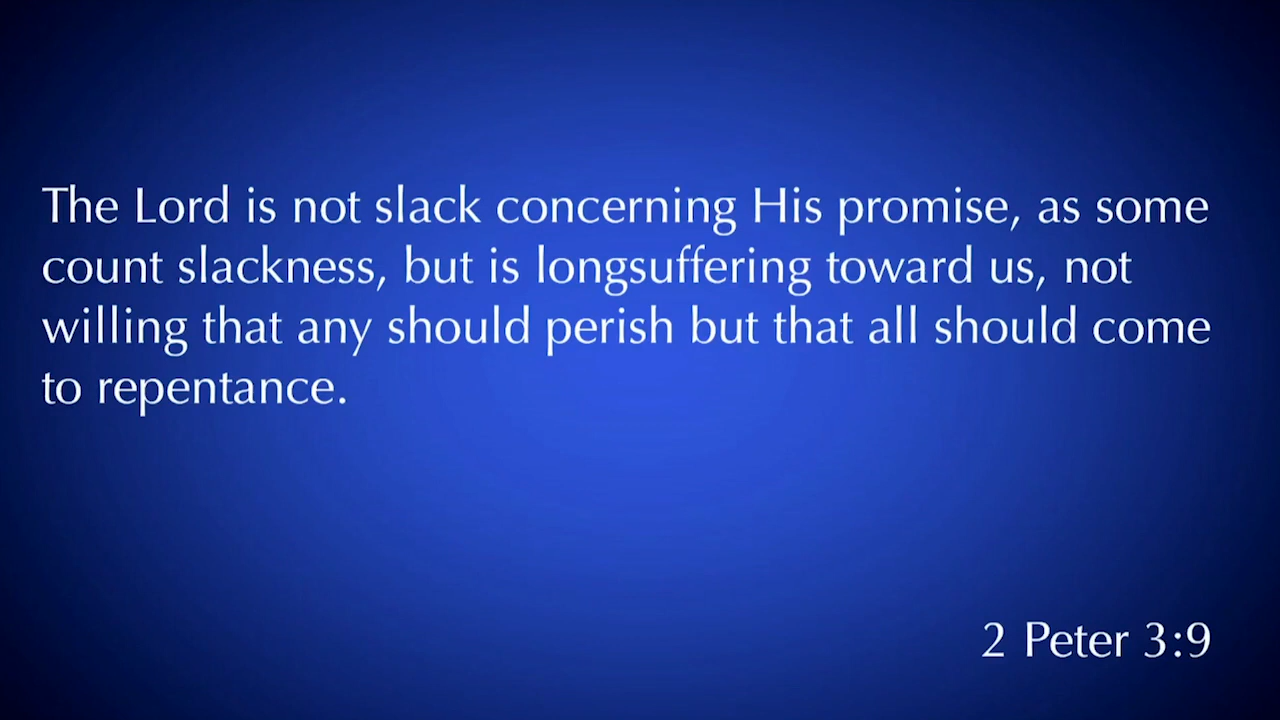 The Lord is not slack concerning His promise, as some
count slackness, but is longsuffering toward us, not
willing that any should perish but that all should come
to repentance.
2 Peter 3:9